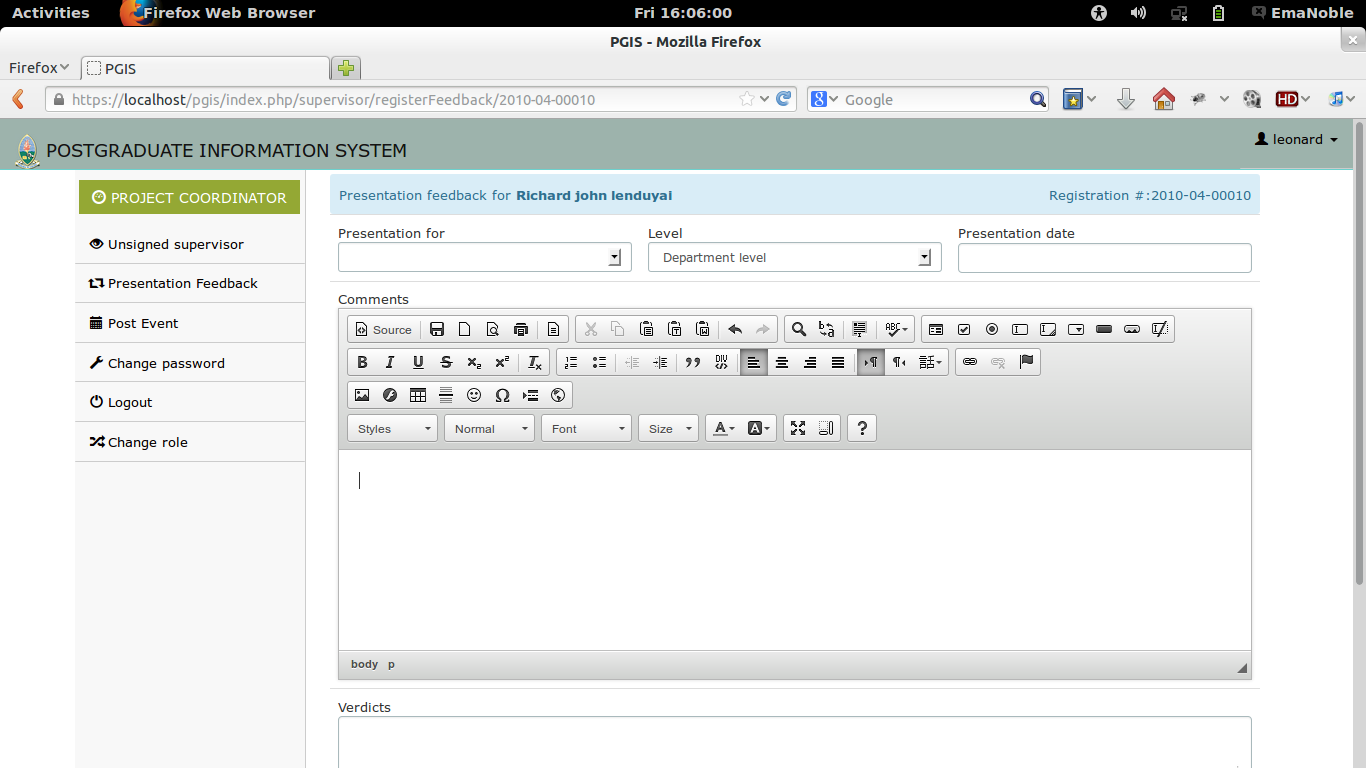 Activities Firefox Web Browser Fri 16:06:00 EmaNoble
PGIS - Mozilla Firefox
Firefox PGIS
https://localhost/pgis/index.php/supervisor/registerFeedback/2010-04-00010 Google HD
POSTGRADUATE INFORMATION SYSTEM leonard
PROJECT COORDINATOR
Unsigned supervisor
Presentation Feedback
Post Event
Change password
Logout
Change role
Presentation feedback for Richard john lenduyai Registration #:2010-04-00010
Presentation for Level Presentation date
Department level
Comments
Source
Styles Normal Font Size
body p
Verdicts